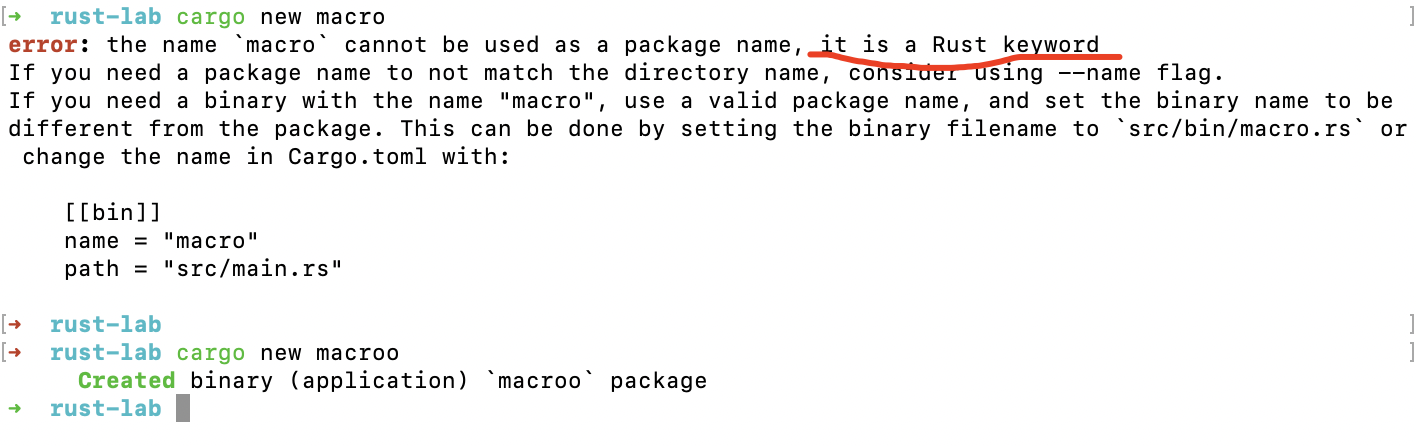 [→  rust-lab cargo new macro ]
error: the name `macro` cannot be used as a package name, it is a Rust keyword
If you need a package name to not match the directory name, consider using --name flag.
If you need a binary with the name "macro", use a valid package name, and set the binary name to be
different from the package. This can be done by setting the binary filename to `src/bin/macro.rs` or
 change the name in Cargo.toml with:
    [[bin]]
    name = "macro"
    path = "src/main.rs"
[→  rust-lab ]
[→  rust-lab cargo new macroo ]
     Created binary (application) `macroo` package
→  rust-lab